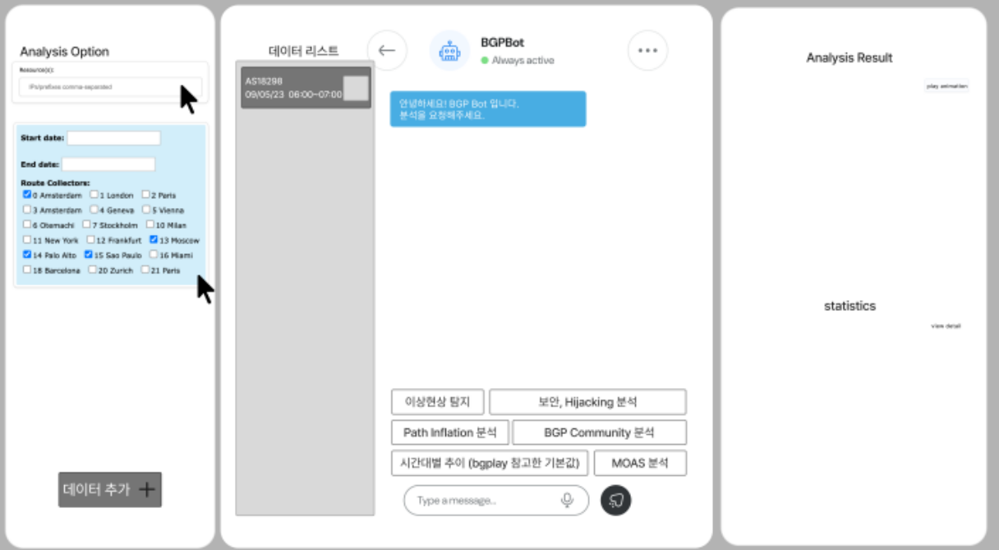 Analysis Option
Resource(s):
IPs/prefixes comma-separated
Start date:
End date:
Route Collectors:
0 Amsterdam 1 London 2 Paris
3 Amsterdam 4 Geneva 5 Vienna
6 Otemachi 7 Stockholm 10 Milan
11 New York 12 Frankfurt 13 Moscow
14 Palo Alto 15 Sao Paulo 16 Miami
18 Barcelona 20 Zurich 21 Paris
데이터 추가
데이터 리스트
AS18298
09/05/23 06:00~07:00
BGPBot
Always active
안녕하세요! BGP Bot 입니다.
분석을 요청해주세요.
이상현상 탐지
보안, Hijacking 분석
Path Inflation 분석
BGP Community 분석
시간대별 추이 (bgplay 참고한 기본값)
MOAS 분석
Type a message...
Analysis Result
play animation
statistics
view detail